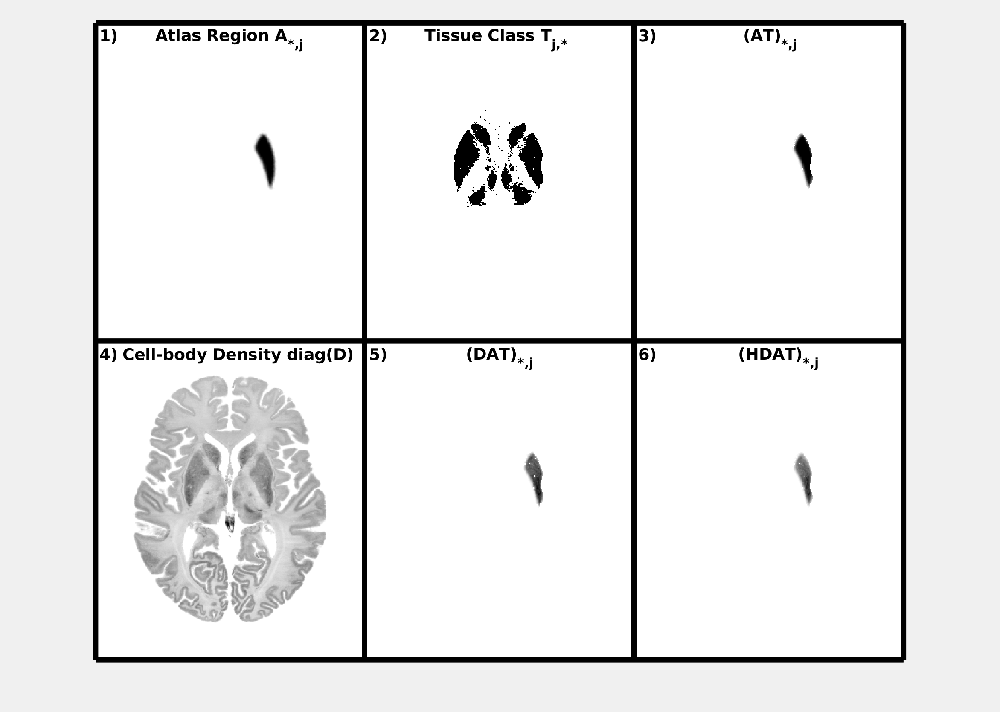 1) Atlas Region A*,j
2) Tissue Class Tj,*
3) (AT)*,j
4) Cell-body Density diag(D)
5) (DAT)*,j
6) (HDAT)*,j